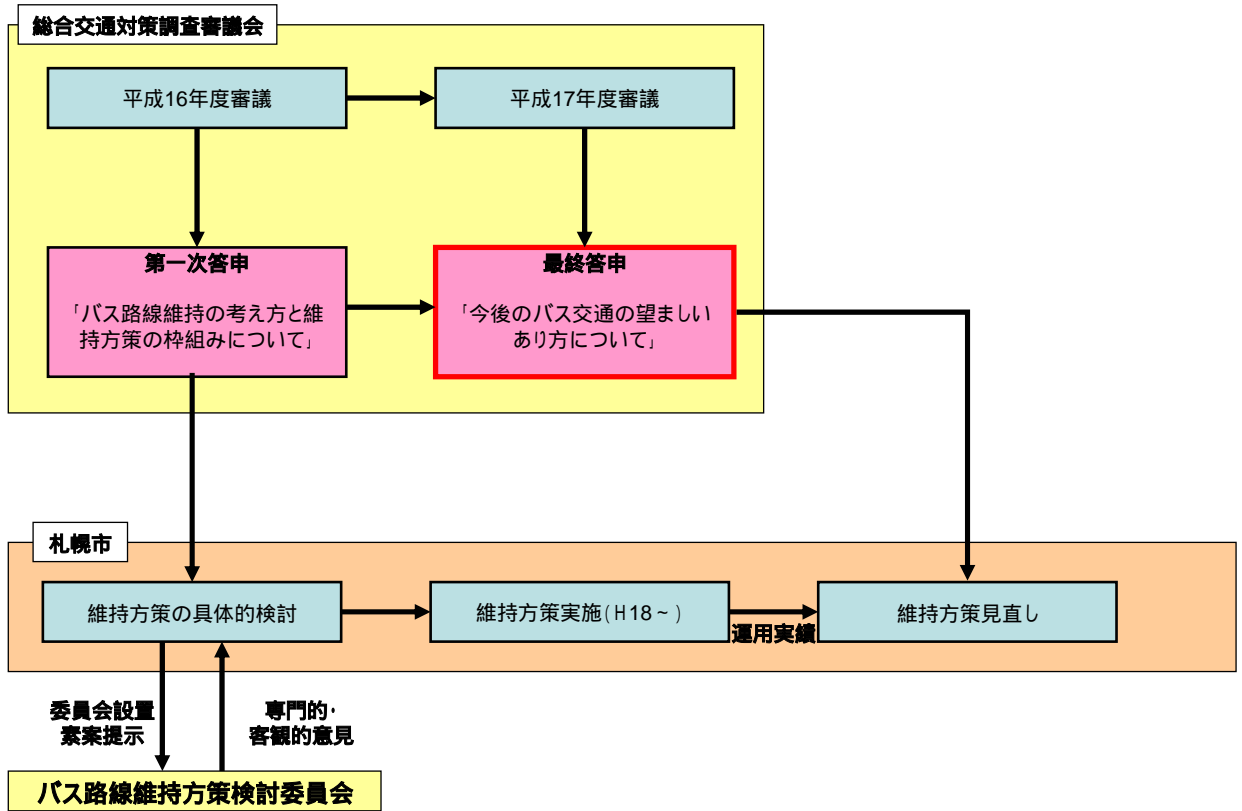 総合交通対策調査審議会
平成16年度審議
平成17年度審議
第一次答申
「バス路線維持の考え方と維
持方策の枠組みについて」
最終答申
「今後のバス交通の望ましい
あり方について」
札幌市
維持方策の具体的検討
維持方策実施(H18~)
運用実績
維持方策見直し
委員会設置
素案提示
専門的・
客観的意見
バス路線維持方策検討委員会